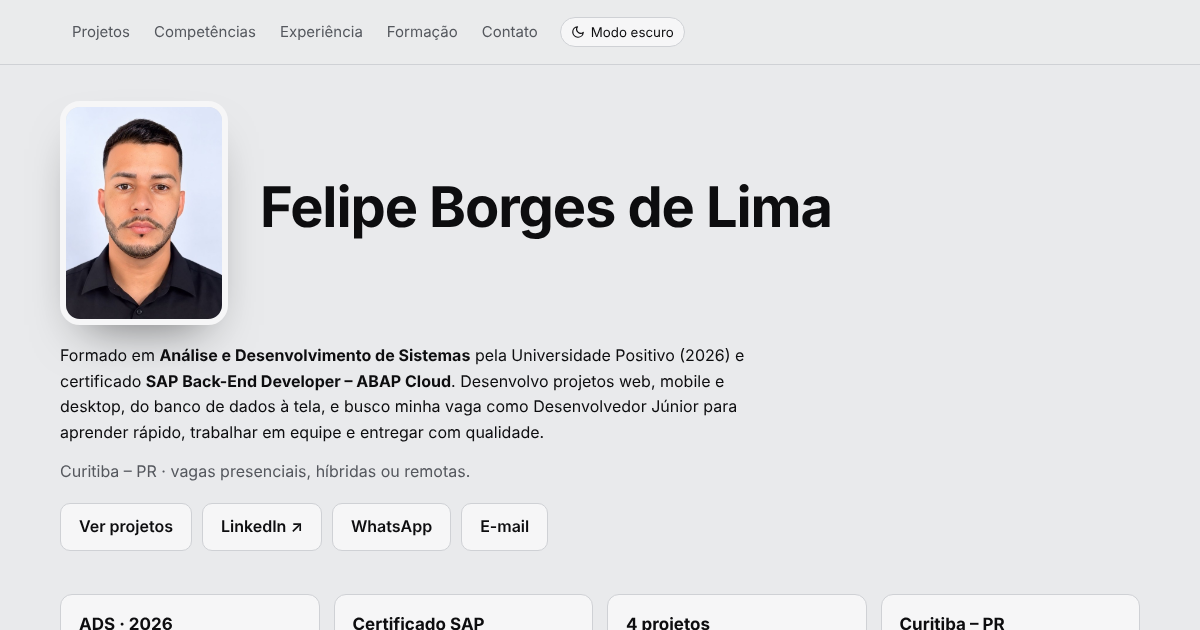 Projetos Competências Experiência Formação Contato Modo escuro
Felipe Borges de Lima
Formado em Análise e Desenvolvimento de Sistemas pela Universidade Positivo (2026) e
certificado SAP Back-End Developer – ABAP Cloud. Desenvolvo projetos web, mobile e
desktop, do banco de dados à tela, e busco minha vaga como Desenvolvedor Júnior para
aprender rápido, trabalhar em equipe e entregar com qualidade.
Curitiba – PR · vagas presenciais, híbridas ou remotas.
Ver projetos LinkedIn ↗ WhatsApp E-mail
ADS · 2026 Certificado SAP 4 projetos Curitiba – PR